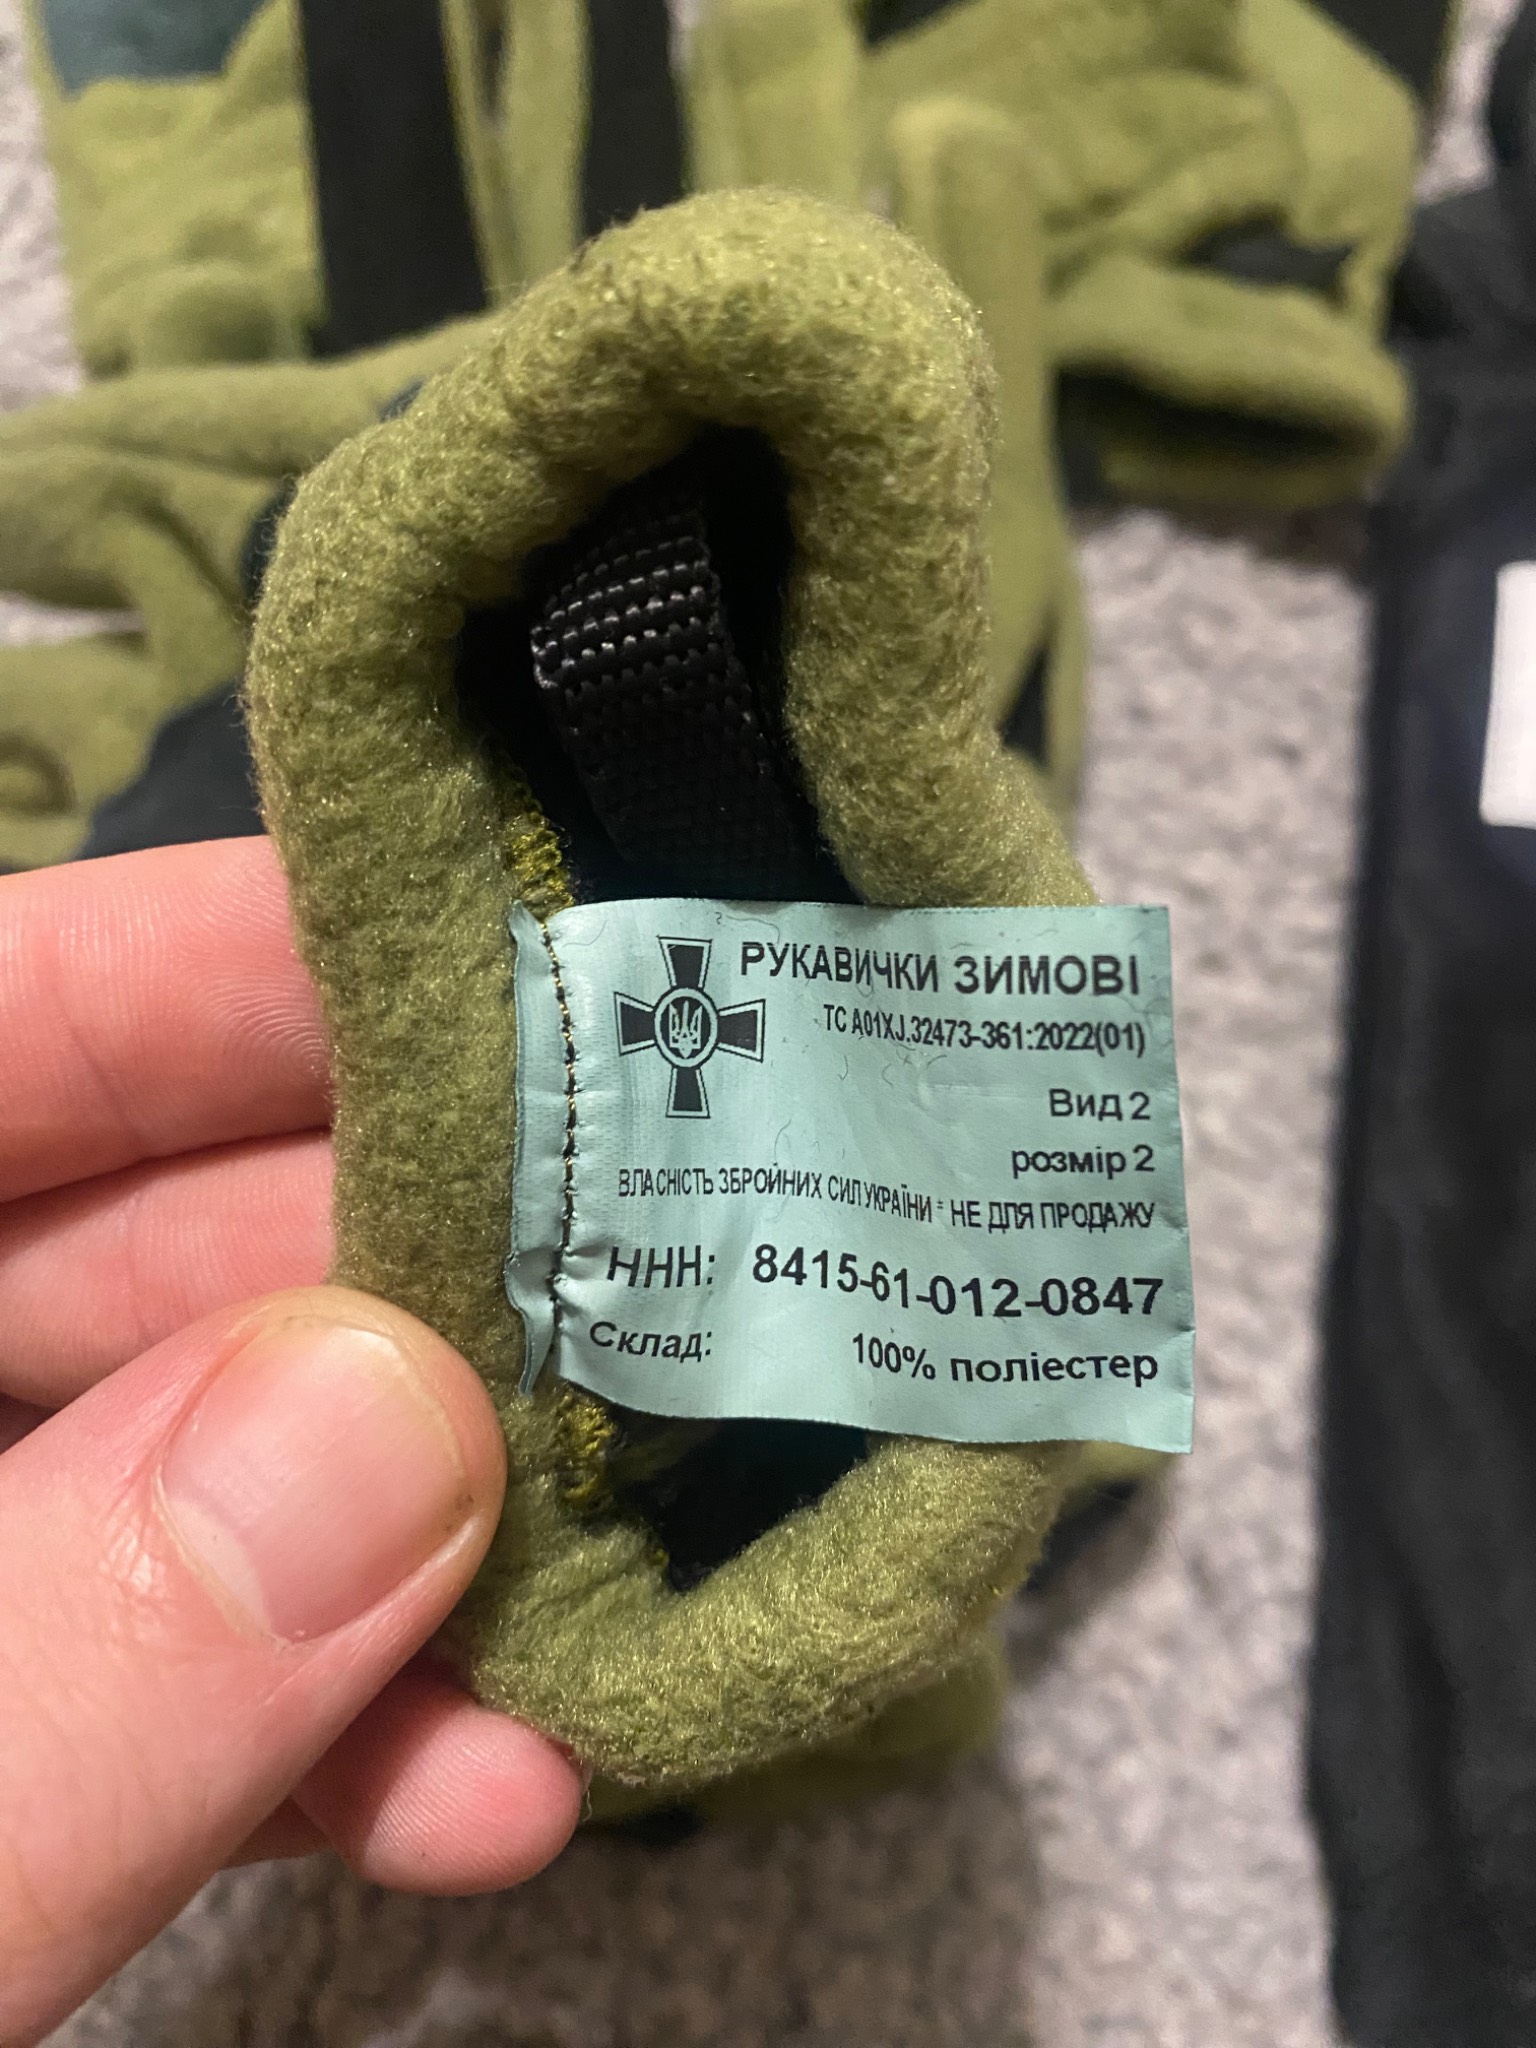 РУКАВИЧКИ ЗИМОВІ
ТС А01XJ.32473-361:2022(01)
Вид 2
розмір 2
ВЛАСНІСТЬ ЗБРОЙНИХ СИЛ УКРАЇНИ - НЕ ДЛЯ ПРОДАЖУ
ННН: 8415-61-012-0847
Склад: 100% поліестер